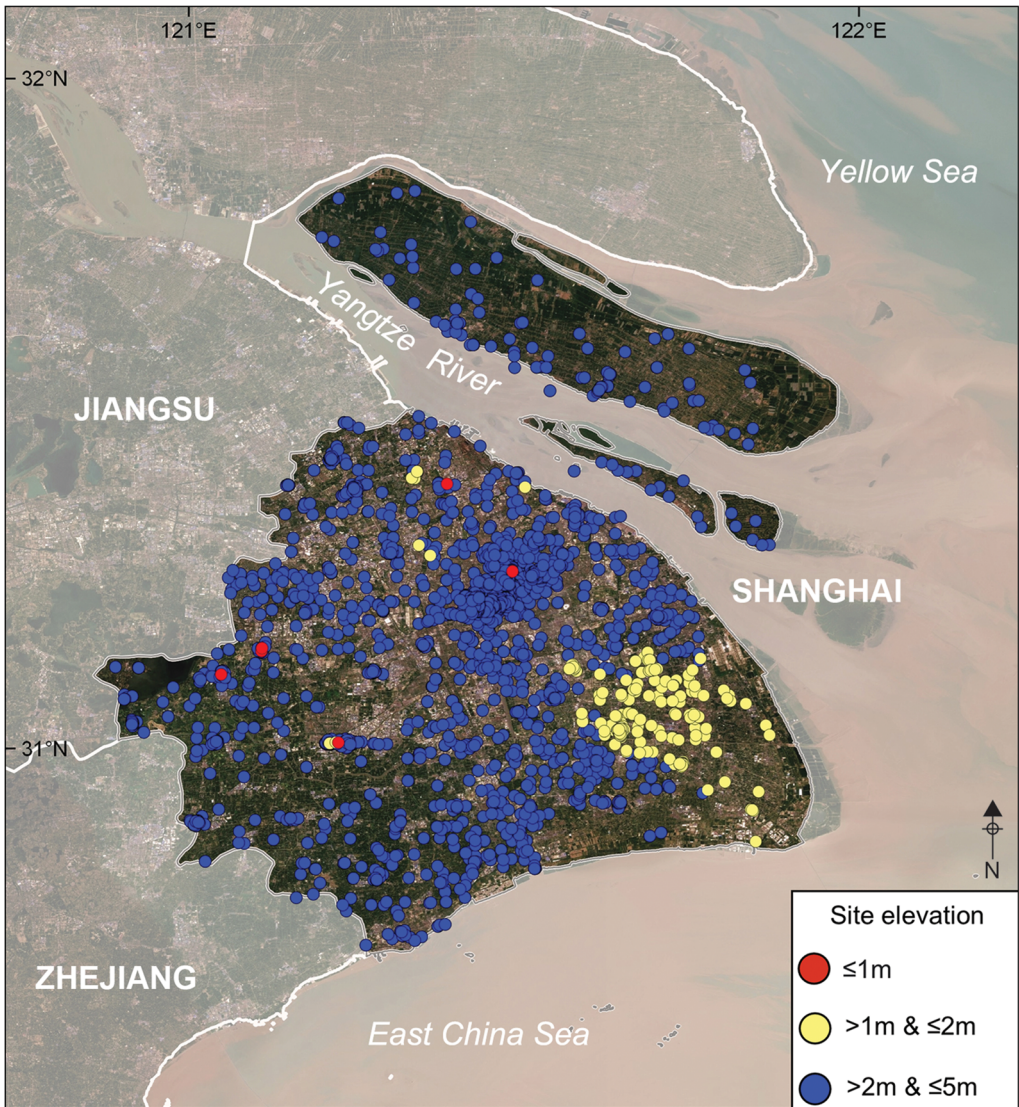 121°E
122°E
32°N
Yellow Sea
Yangtze River
JIANGSU
SHANGHAI
31°N
N
ZHEJIANG
East China Sea
Site elevation
≤1m
>1m & ≤2m
>2m & ≤5m